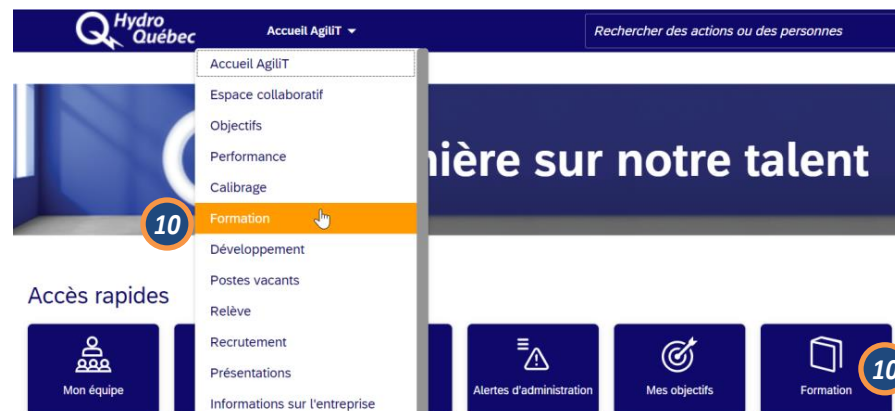 Hydro
Québec
Accueil AgiliT
Rechercher des actions ou des personnes
Accueil AgiliT
Espace collaboratif
Objectifs
Performance
Calibrage
Formation
Développement
Postes vacants
Relève
Recrutement
Présentations
Informations sur l'entreprise
10
sur notre talent
Accès rapides
Mon équipe
Alertes d'administration
Mes objectifs
Formation
10